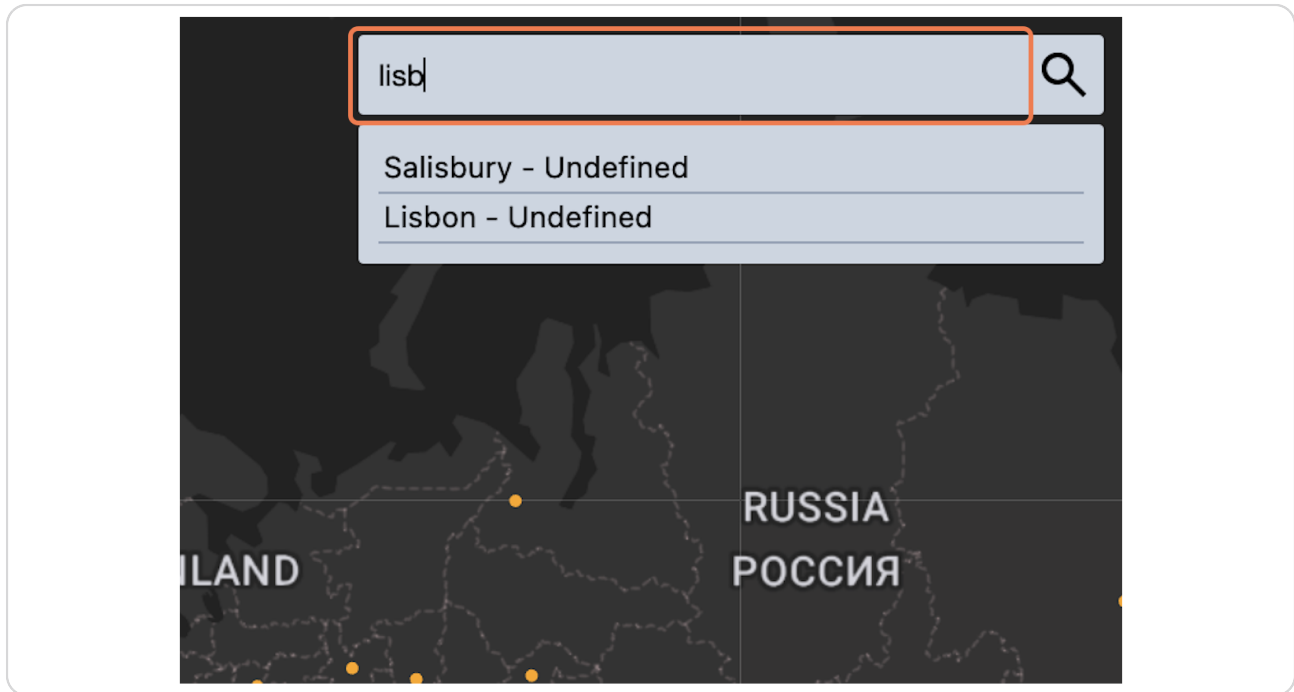 lisb
Salisbury - Undefined
Lisbon - Undefined
RUSSIA
ILAND
РОССИЯ